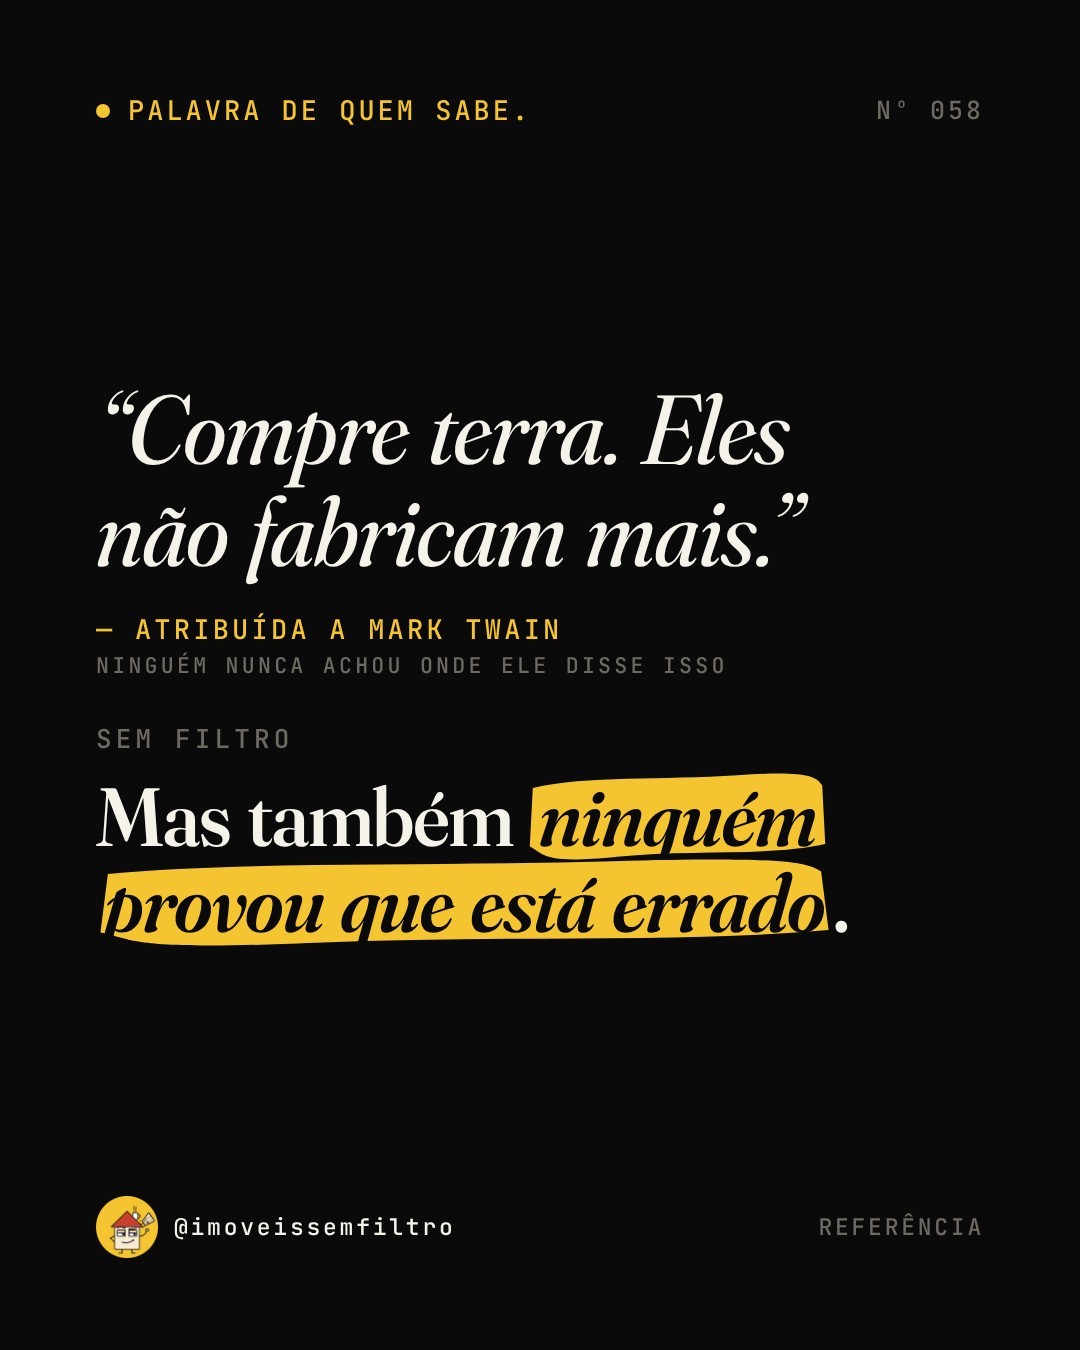 PALAVRA DE QUEM SABE.
Nº 058
“Compre terra. Eles
não fabricam mais.”
— ATRIBUÍDA A MARK TWAIN
NINGUÉM NUNCA ACHOU ONDE ELE DISSE ISSO
SEM FILTRO
Mas também ninguém
provou que está errado.
@imoveissemfiltro
REFERÊNCIA